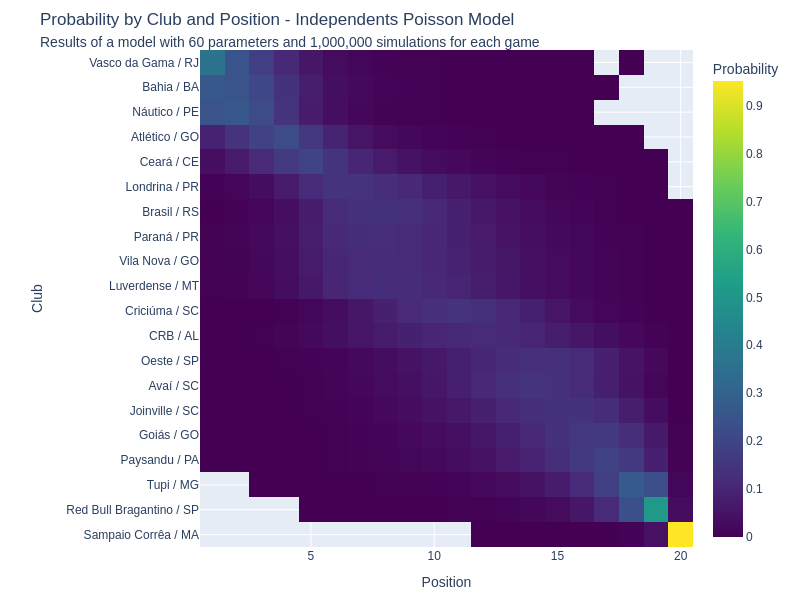 Probability by Club and Position - Independents Poisson Model
Results of a model with 60 parameters and 1,000,000 simulations for each game
Probability
Club
Vasco da Gama / RJ
Bahia / BA
Náutico / PE
Atlético / GO
Ceará / CE
Londrina / PR
Brasil / RS
Paraná / PR
Vila Nova / GO
Luverdense / MT
Criciúma / SC
CRB / AL
Oeste / SP
Avaí / SC
Joinville / SC
Goiás / GO
Paysandu / PA
Tupi / MG
Red Bull Bragantino / SP
Sampaio Corrêa / MA
5
10
15
20
Position
0.9
0.8
0.7
0.6
0.5
0.4
0.3
0.2
0.1
0